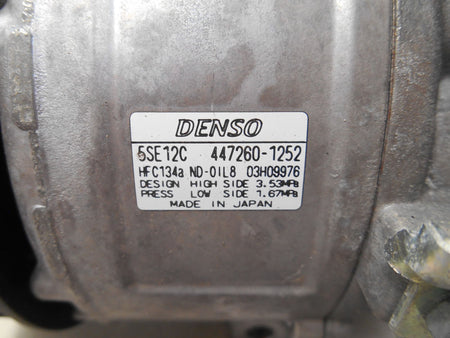 DENSO
5SE12C 447260-1252
HFC134a ND-OIL8 03H09976
DESIGN HIGH SIDE 3.53MPa
PRESS LOW SIDE 1.67MPa
MADE IN JAPAN